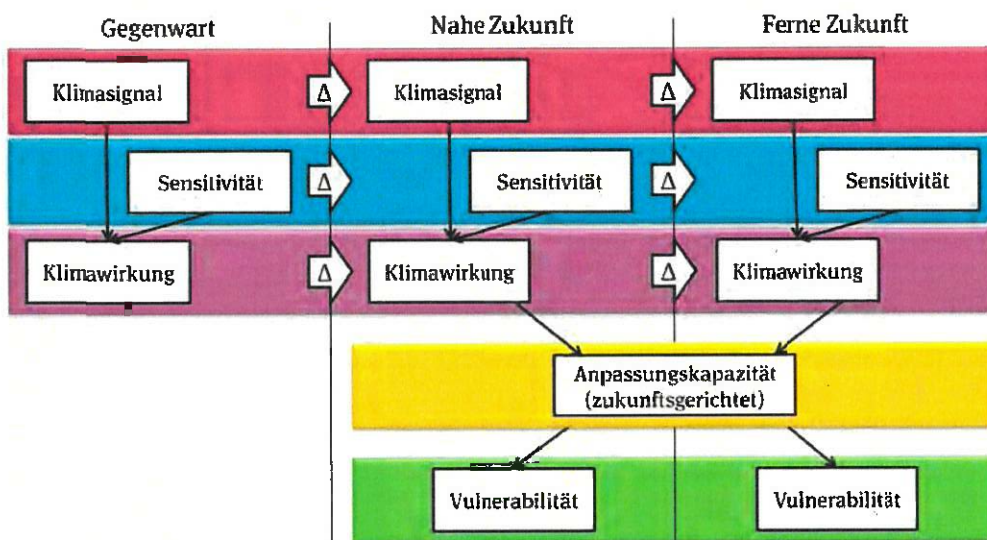 Gegenwart Nahe Zukunft Ferne Zukunft
Klimasignal Δ Klimasignal Δ Klimasignal
Sensitivität Δ Sensitivität Δ Sensitivität
Klimawirkung Δ Klimawirkung Δ Klimawirkung
Anpassungskapazität
(zukunftsgerichtet)
Vulnerabilität Vulnerabilität